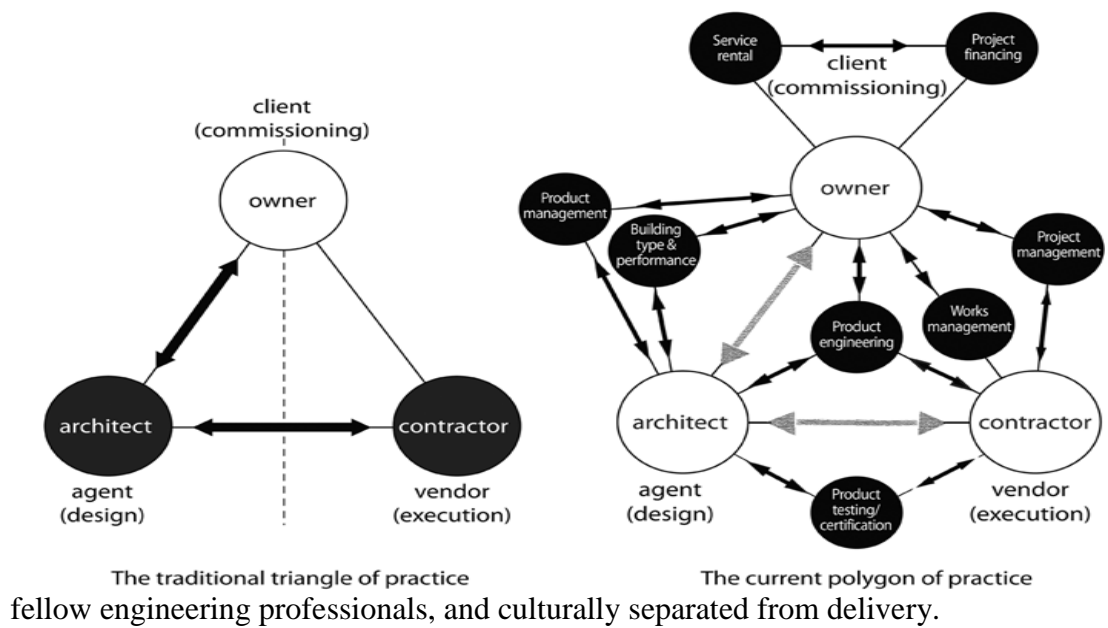 client
(commissioning)
owner
architect
contractor
agent
(design)
vendor
(execution)
The traditional triangle of practice
Service
rental
Project
financing
client
(commissioning)
owner
Product
management
Building
type &
performance
Project
management
Works
management
Product
engineering
architect
contractor
agent
(design)
Product
testing/
certification
vendor
(execution)
The current polygon of practice
fellow engineering professionals, and culturally separated from delivery.